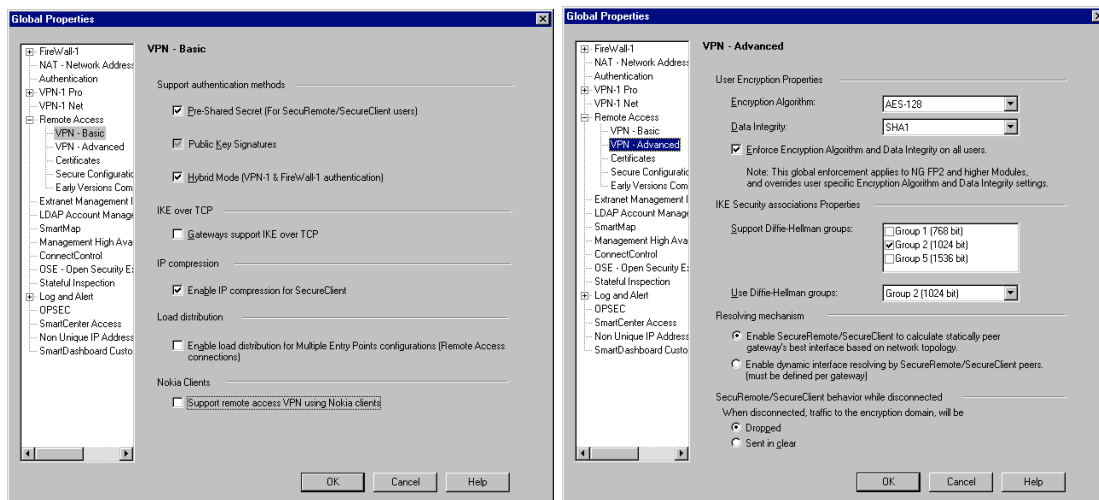 Global Properties
FireWall-1
NAT - Network Address
Authentication
VPN-1 Pro
VPN-1 Net
Remote Access
VPN - Basic
VPN - Advanced
Certificates
Secure Configuratio
Early Versions Com
Extranet Management I
LDAP Account Manage
SmartMap
Management High Ava
ConnectControl
OSE - Open Security E
Stateful Inspection
Log and Alert
OPSEC
SmartCenter Access
Non Unique IP Address
SmartDashboard Custo
VPN - Basic
Support authentication methods
Pre-Shared Secret (For SecuRemote/SecureClient users)
Public Key Signatures
Hybrid Mode (VPN-1 & FireWall-1 authentication)
IKE over TCP
Gateways support IKE over TCP
IP compression
Enable IP compression for SecureClient
Load distribution
Enable load distribution for Multiple Entry Points configurations (Remote Access
connections)
Nokia Clients
Support remote access VPN using Nokia clients
OK
Cancel
Help
Global Properties
FireWall-1
NAT - Network Address
Authentication
VPN-1 Pro
VPN-1 Net
Remote Access
VPN - Basic
VPN - Advanced
Certificates
Secure Configuratio
Early Versions Com
Extranet Management I
LDAP Account Manage
SmartMap
Management High Ava
ConnectControl
OSE - Open Security E
Stateful Inspection
Log and Alert
OPSEC
SmartCenter Access
Non Unique IP Address
SmartDashboard Custo
VPN - Advanced
User Encryption Properties
Encryption Algorithm: AES-128
Data Integrity: SHA1
Enforce Encryption Algorithm and Data Integrity on all users.
Note: This global enforcement applies to NG FP2 and higher Modules,
and overrides user specific Encryption Algorithm and Data Integrity settings.
IKE Security associations Properties
Support Diffie-Hellman groups:
Group 1 (768 bit)
Group 2 (1024 bit)
Group 5 (1536 bit)
Use Diffie-Hellman groups: Group 2 (1024 bit)
Resolving mechanism
Enable SecureRemote/SecureClient to calculate statically peer
gateway's best interface based on network topology.
Enable dynamic interface resolving by SecureRemote/SecureClient peers.
(must be defined per gateway)
SecuRemote/SecureClient behavior while disconnected
When disconnected, traffic to the encryption domain, will be
Dropped
Sent in clear
OK
Cancel
Help